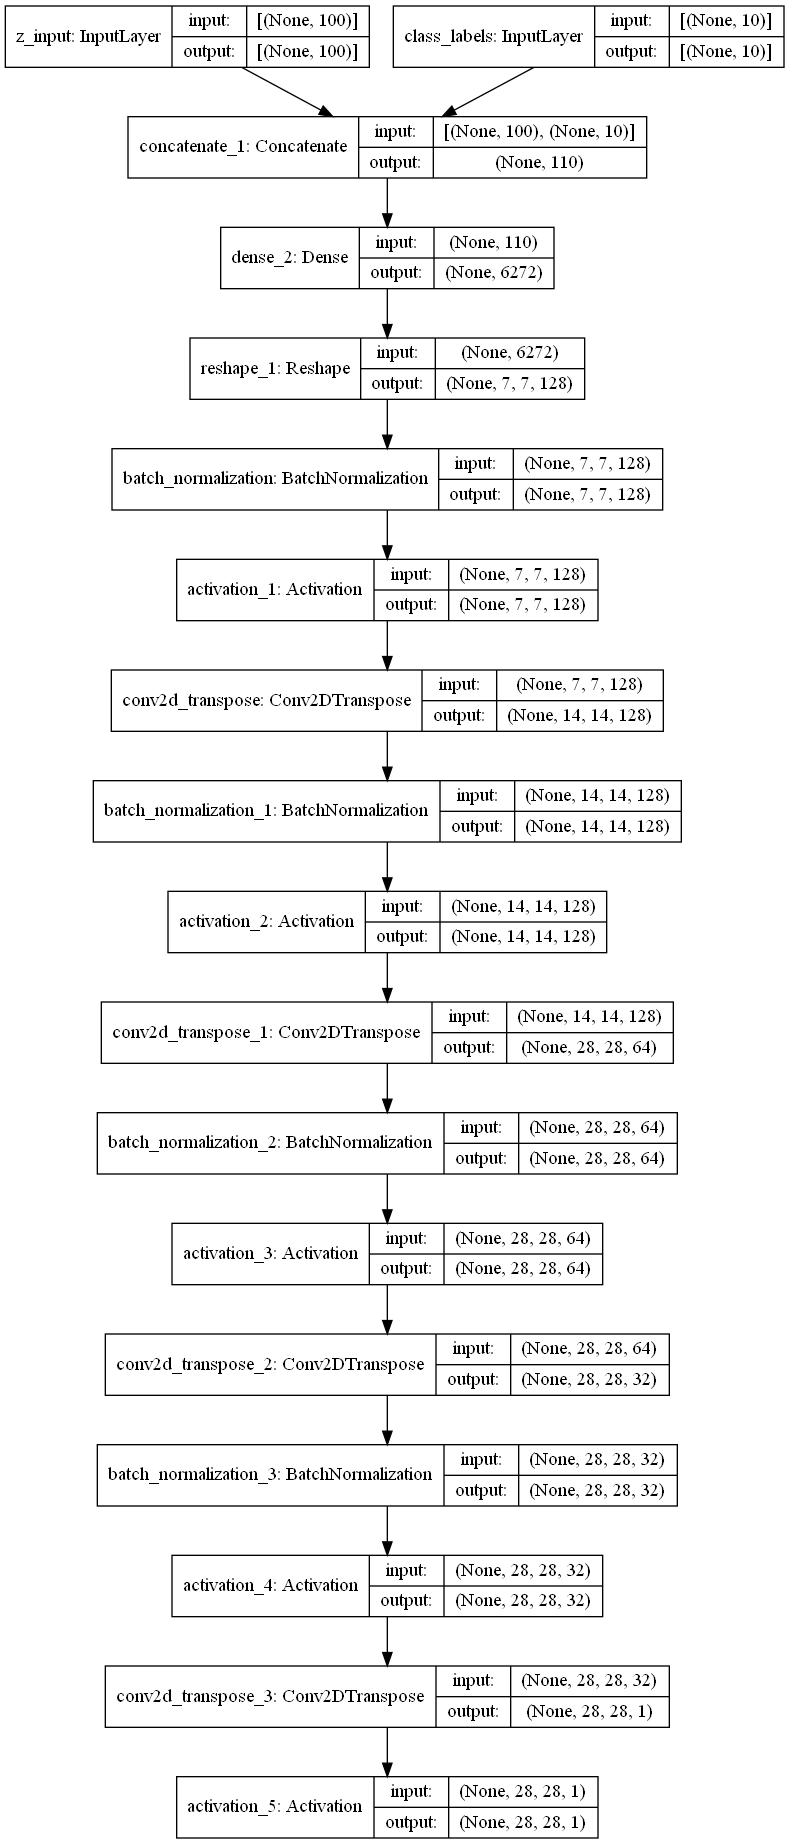 z_input: InputLayer
input: [(None, 100)]
output: [(None, 100)]
class_labels: InputLayer
input: [(None, 10)]
output: [(None, 10)]
concatenate_1: Concatenate
input: [(None, 100), (None, 10)]
output: (None, 110)
dense_2: Dense
input: (None, 110)
output: (None, 6272)
reshape_1: Reshape
input: (None, 6272)
output: (None, 7, 7, 128)
batch_normalization: BatchNormalization
input: (None, 7, 7, 128)
output: (None, 7, 7, 128)
activation_1: Activation
input: (None, 7, 7, 128)
output: (None, 7, 7, 128)
conv2d_transpose: Conv2DTranspose
input: (None, 7, 7, 128)
output: (None, 14, 14, 128)
batch_normalization_1: BatchNormalization
input: (None, 14, 14, 128)
output: (None, 14, 14, 128)
activation_2: Activation
input: (None, 14, 14, 128)
output: (None, 14, 14, 128)
conv2d_transpose_1: Conv2DTranspose
input: (None, 14, 14, 128)
output: (None, 28, 28, 64)
batch_normalization_2: BatchNormalization
input: (None, 28, 28, 64)
output: (None, 28, 28, 64)
activation_3: Activation
input: (None, 28, 28, 64)
output: (None, 28, 28, 64)
conv2d_transpose_2: Conv2DTranspose
input: (None, 28, 28, 64)
output: (None, 28, 28, 32)
batch_normalization_3: BatchNormalization
input: (None, 28, 28, 32)
output: (None, 28, 28, 32)
activation_4: Activation
input: (None, 28, 28, 32)
output: (None, 28, 28, 32)
conv2d_transpose_3: Conv2DTranspose
input: (None, 28, 28, 32)
output: (None, 28, 28, 1)
activation_5: Activation
input: (None, 28, 28, 1)
output: (None, 28, 28, 1)